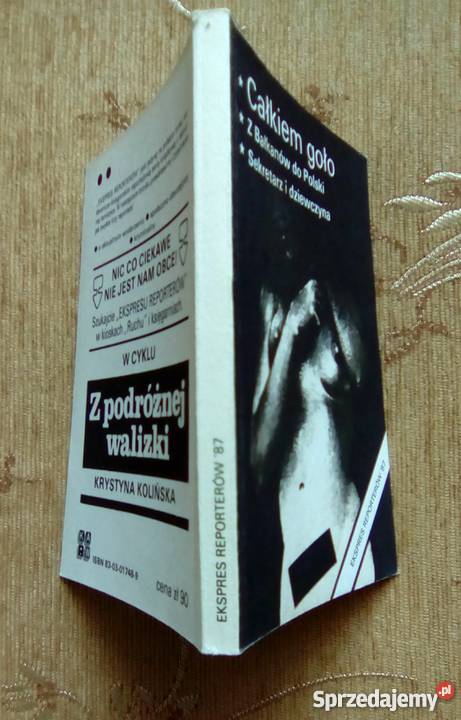 * Całkiem goło
* Z Bałkanów do Polski
* Sekretarz i dziewczyna
EKSPRES REPORTERÓW '87
EKSPRES REPORTERÓW '87
NIC CO CIEKAWE
NIE JEST NAM OBCE!
Szukajcie „EKSPRESU REPORTERÓW"
w kioskach „Ruchu" i księgarniach.
W CYKLU
Z podróżnej
walizki
KRYSTYNA KOLIŃSKA
KAW
ISBN 83-03-01748-9
cena zł 90
Sprzedajemy.pl